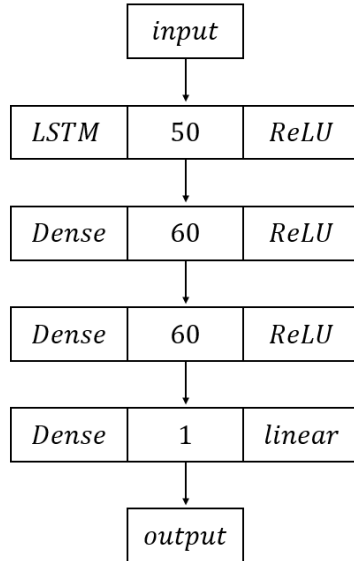 input
LSTM 50 ReLU
Dense 60 ReLU
Dense 60 ReLU
Dense 1 linear
output